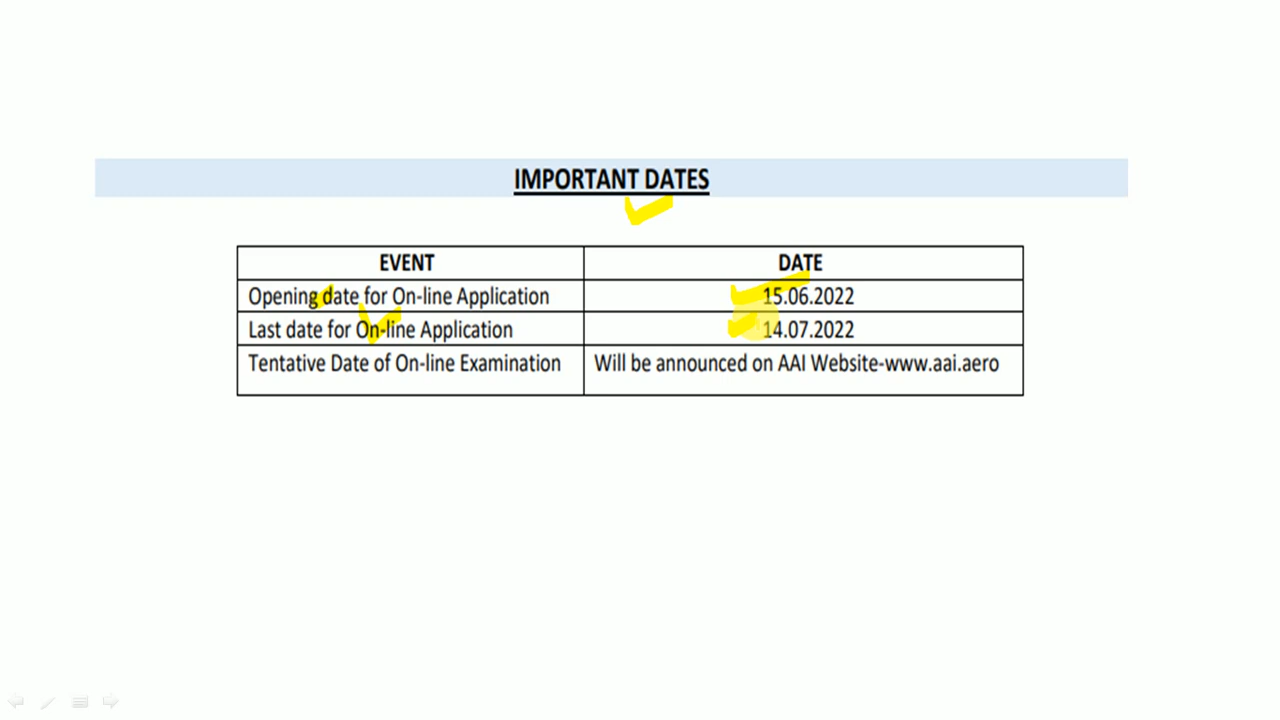 IMPORTANT DATES
EVENT DATE
Opening date for On-line Application 15.06.2022
Last date for On-line Application 14.07.2022
Tentative Date of On-line Examination Will be announced on AAI Website-www.aai.aero